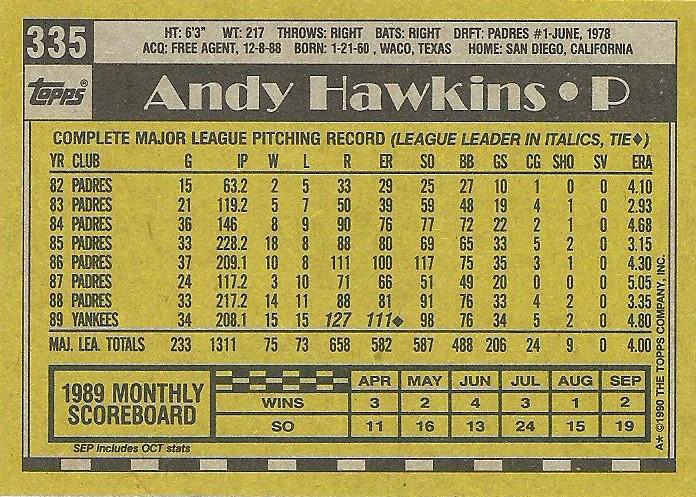 335
HT: 6'3" WT: 217 THROWS: RIGHT BATS: RIGHT DRFT: PADRES #1-JUNE, 1978
ACQ: FREE AGENT, 12-8-88 BORN: 1-21-60 , WACO, TEXAS HOME: SAN DIEGO, CALIFORNIA
topps® Andy Hawkins • P
COMPLETE MAJOR LEAGUE PITCHING RECORD (LEAGUE LEADER IN ITALICS, TIE♦)
YR CLUB G IP W L R ER SO BB GS CG SHO SV ERA
82 PADRES 15 63.2 2 5 33 29 25 27 10 1 0 0 4.10
83 PADRES 21 119.2 5 7 50 39 59 48 19 4 1 0 2.93
84 PADRES 36 146 8 9 90 76 77 72 22 2 1 0 4.68
85 PADRES 33 228.2 18 8 88 80 69 65 33 5 2 0 3.15
86 PADRES 37 209.1 10 8 111 100 117 75 35 3 1 0 4.30
87 PADRES 24 117.2 3 10 71 66 51 49 20 0 0 0 5.05
88 PADRES 33 217.2 14 11 88 81 91 76 33 4 2 0 3.35
89 YANKEES 34 208.1 15 15 127 111♦ 98 76 34 5 2 0 4.80
MAJ. LEA. TOTALS 233 1311 75 73 658 582 587 488 206 24 9 0 4.00
1989 MONTHLY SCOREBOARD
APR MAY JUN JUL AUG SEP
WINS 3 2 4 3 1 2
SO 11 16 13 24 15 19
SEP includes OCT stats
A* ©1990 THE TOPPS COMPANY, INC.